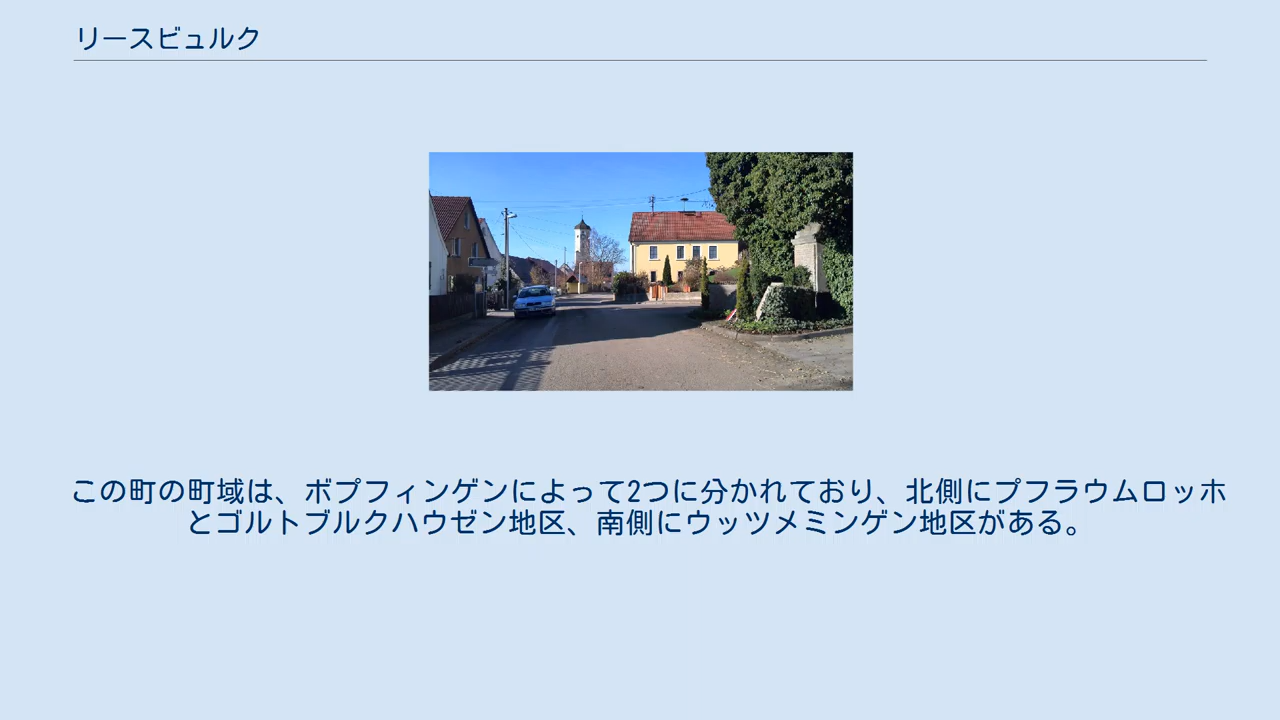 リースビュルク
この町の町域は、ボプフィンゲンによって2つに分かれており、北側にプフラウムロッホ
とゴルトブルクハウゼン地区、南側にウッツメミンゲン地区がある。